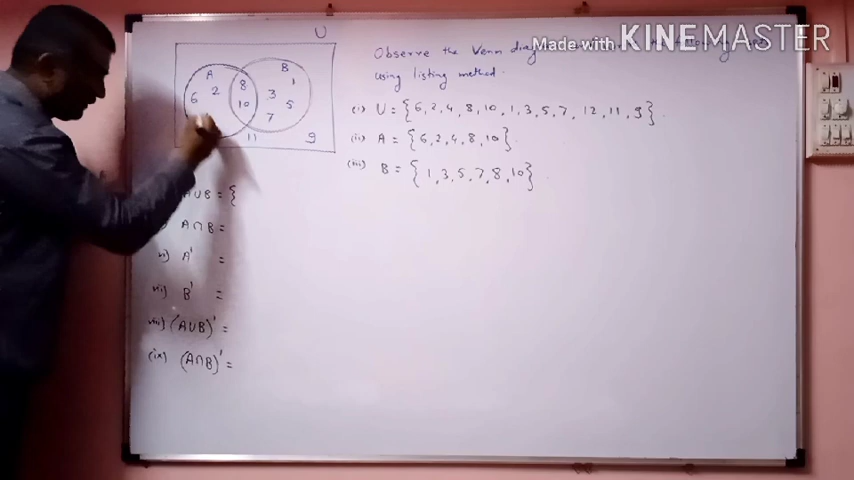 U
Observe the Venn
Made with KINEMASTER
using listing method.
A
B
6 2 8 10 1 3 5 7
11 9
(i) U = {6, 2, 4, 8, 10, 1, 3, 5, 7, 12, 11, 9}.
(ii) A = {6, 2, 4, 8, 10}.
(iii) B = {1, 3, 5, 7, 8, 10}.
A∪B = {
A∩B =
A' =
vii) B' =
viii) (A∪B)' =
(ix) (A∩B)' =